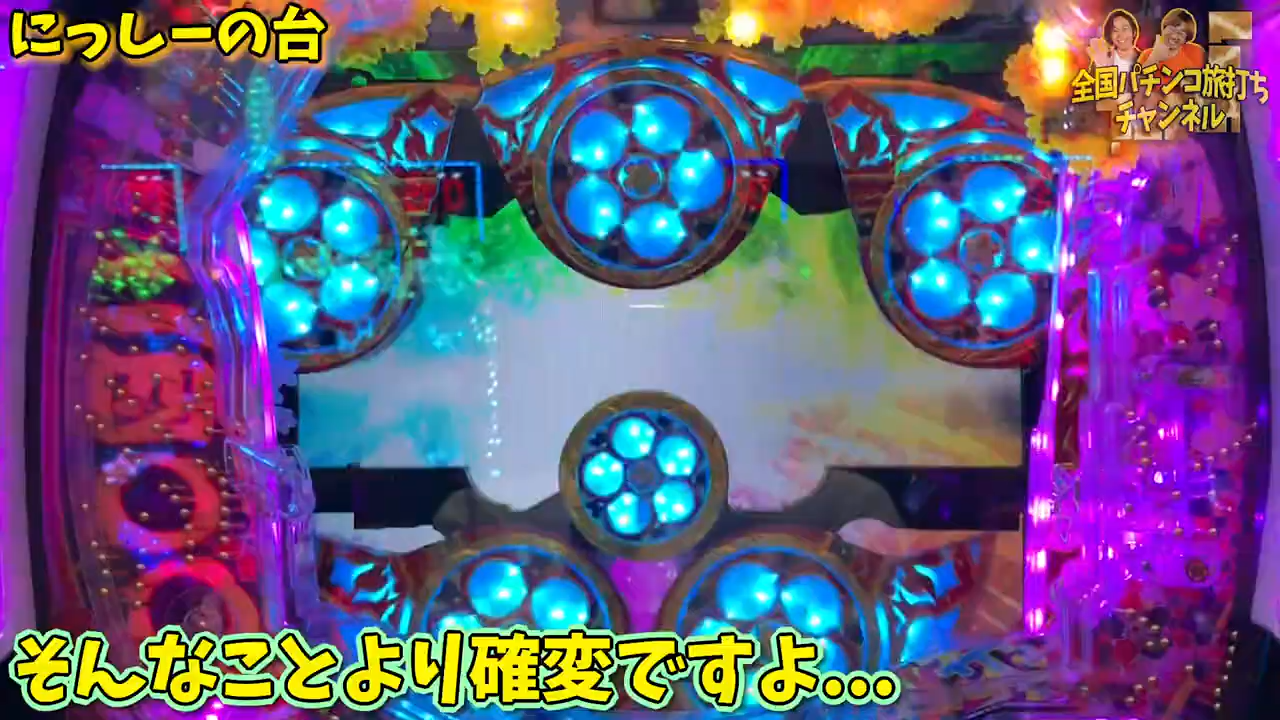 にっしーの台
全国パチンコ旅打ち
チャンネル
そんなことより確変ですよ...